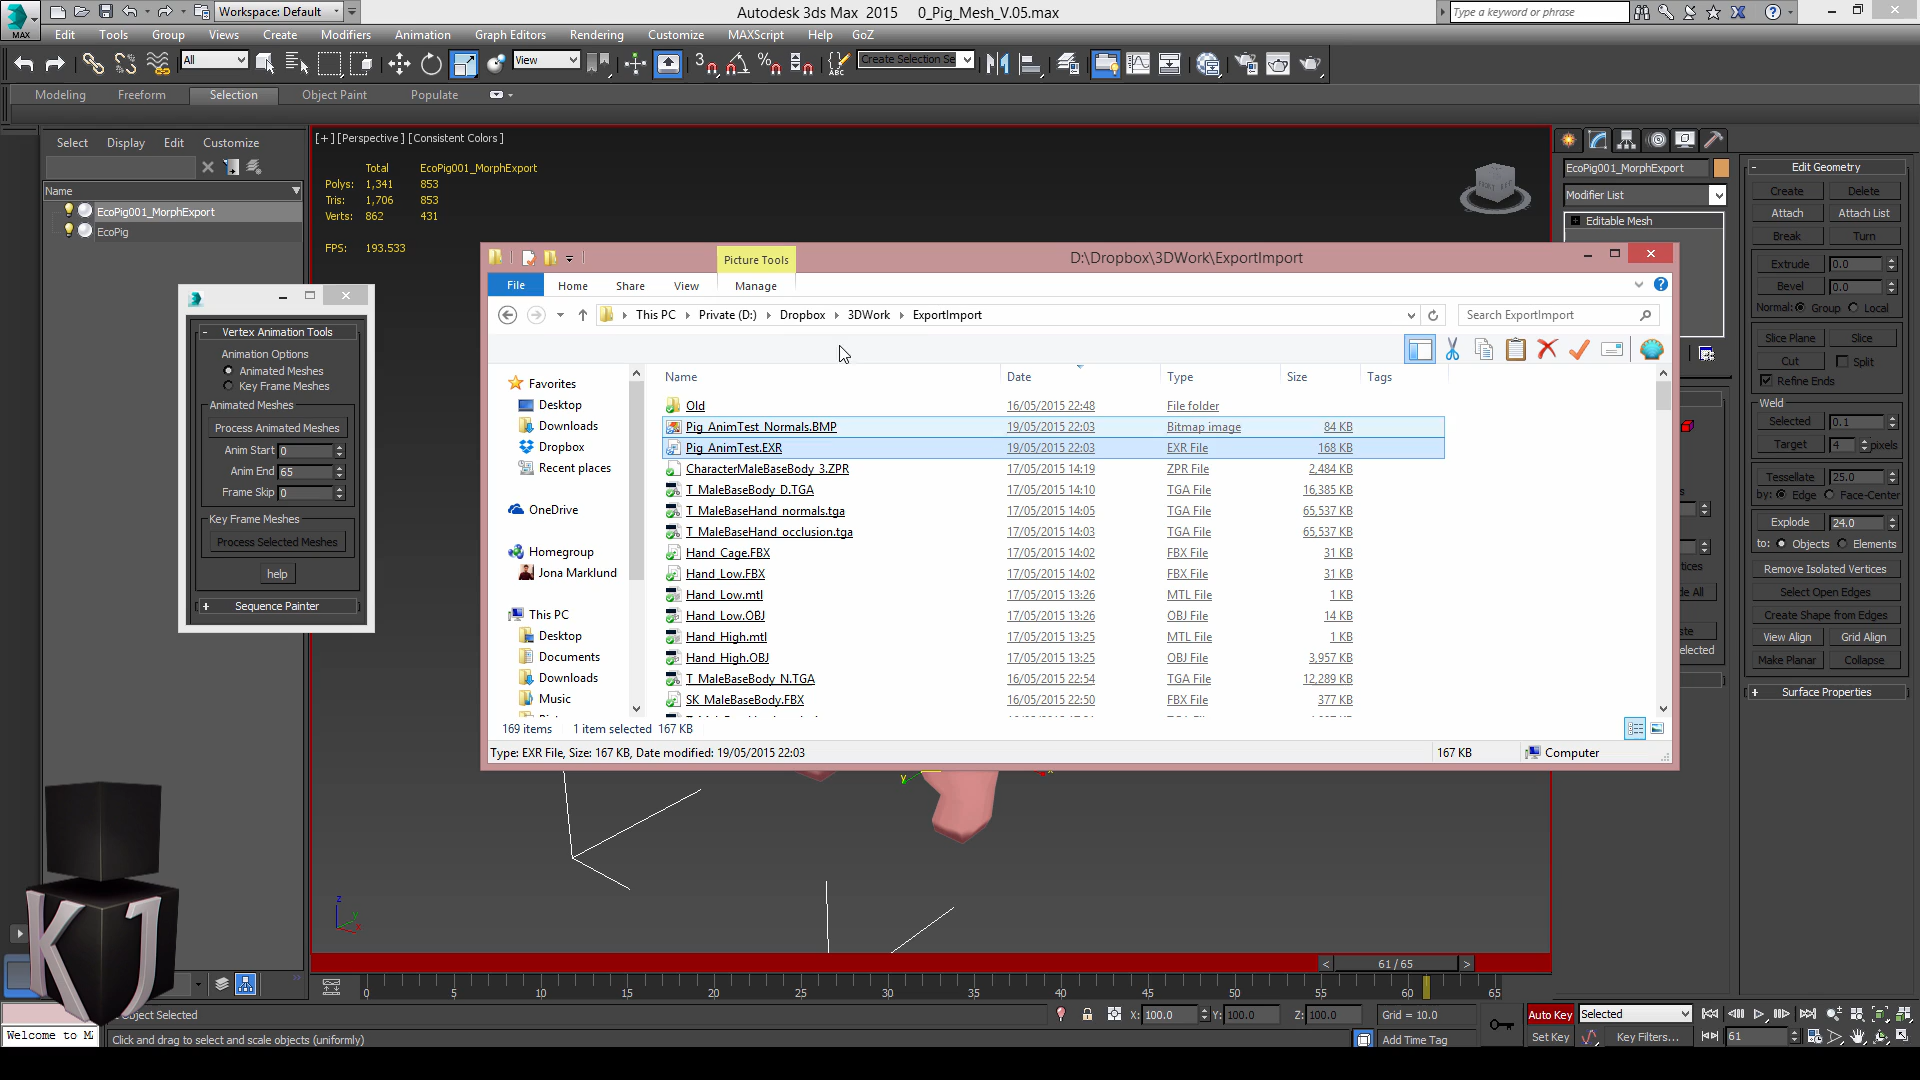 Workspace: Default
Autodesk 3ds Max 2015 0_Pig_Mesh_V.05.max
Type a keyword or phrase
MAX
Edit Tools Group Views Create Modifiers Animation Graph Editors Rendering Customize MAXScript Help GoZ
All
View
3
ABC
Create Selection Se
Modeling Freeform Selection Object Paint Populate
Select Display Edit Customize
Name
EcoPig001_MorphExport
EcoPig
[+] [Perspective] [Consistent Colors]
Total EcoPig001_MorphExport
Polys: 1,341 853
Tris: 1,706 853
Verts: 862 431
FPS: 193.533
Vertex Animation Tools
Animation Options
Animated Meshes
Key Frame Meshes
Animated Meshes
Process Animated Meshes
Anim Start 0
Anim End 65
Frame Skip 0
Key Frame Meshes
Process Selected Meshes
help
Sequence Painter
Picture Tools
D:\Dropbox\3DWork\ExportImport
File Home Share View Manage
This PC Private (D:) Dropbox 3DWork ExportImport
Search ExportImport
Favorites
Desktop
Downloads
Dropbox
Recent places
OneDrive
Homegroup
Jona Marklund
This PC
Desktop
Documents
Downloads
Music
Name Date Type Size Tags
Old 16/05/2015 22:48 File folder
Pig_AnimTest_Normals.BMP 19/05/2015 22:03 Bitmap image 84 KB
Pig_AnimTest.EXR 19/05/2015 22:03 EXR File 168 KB
CharacterMaleBaseBody_3.ZPR 17/05/2015 14:19 ZPR File 2,484 KB
T_MaleBaseBody_D.TGA 17/05/2015 14:10 TGA File 16,385 KB
T_MaleBaseHand_normals.tga 17/05/2015 14:05 TGA File 65,537 KB
T_MaleBaseHand_occlusion.tga 17/05/2015 14:03 TGA File 65,537 KB
Hand_Cage.FBX 17/05/2015 14:02 FBX File 31 KB
Hand_Low.FBX 17/05/2015 14:02 FBX File 31 KB
Hand_Low.mtl 17/05/2015 13:26 MTL File 1 KB
Hand_Low.OBJ 17/05/2015 13:26 OBJ File 14 KB
Hand_High.mtl 17/05/2015 13:25 MTL File 1 KB
Hand_High.OBJ 17/05/2015 13:25 OBJ File 3,957 KB
T_MaleBaseBody_N.TGA 16/05/2015 22:54 TGA File 12,289 KB
SK_MaleBaseBody.FBX 16/05/2015 22:50 FBX File 377 KB
169 items 1 item selected 167 KB
Type: EXR File, Size: 167 KB, Date modified: 19/05/2015 22:03 167 KB Computer
EcoPig001_MorphExport
Modifier List
Editable Mesh
Edit Geometry
Create Delete
Attach Attach List
Break Turn
Extrude 0.0
Bevel 0.0
Normal: Group Local
Slice Plane Slice
Cut Split
Refine Ends
Weld
Selected 0.1
Target 4 pixels
Tessellate 25.0
by: Edge Face-Center
Explode 24.0
to: Objects Elements
Remove Isolated Vertices
Select Open Edges
Create Shape from Edges
View Align Grid Align
Make Planar Collapse
Surface Properties
z
y
x
y
x
KJ
61 / 65
0 5 10 15 20 25 30 35 40 45 50 55 60 65
Object Selected
X: 100.0 Y: 100.0 Z: 100.0 Grid = 10.0
Auto Key Selected
Welcome to M
Click and drag to select and scale objects (uniformly)
Add Time Tag
Set Key Key Filters... 61